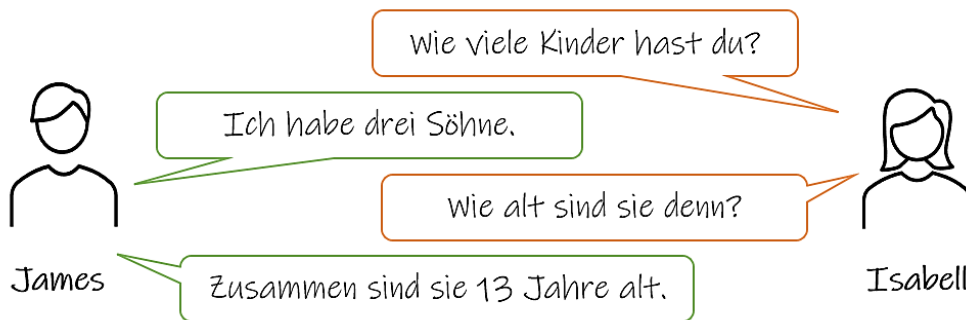 Wie viele Kinder hast du?
Ich habe drei Söhne.
Wie alt sind sie denn?
Zusammen sind sie 13 Jahre alt.
James
Isabell